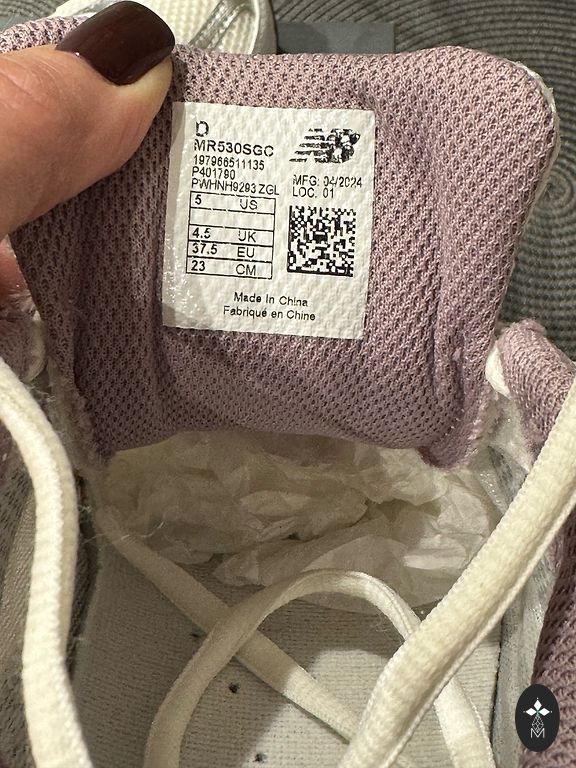 D
MR530SGC
197966511135
P401790
PWHNH9293 ZGL
MFG: 04/2024
LOC. 01
5 US
4.5 UK
37.5 EU
23 CM
Made In China
Fabriqué en Chine
NB
M